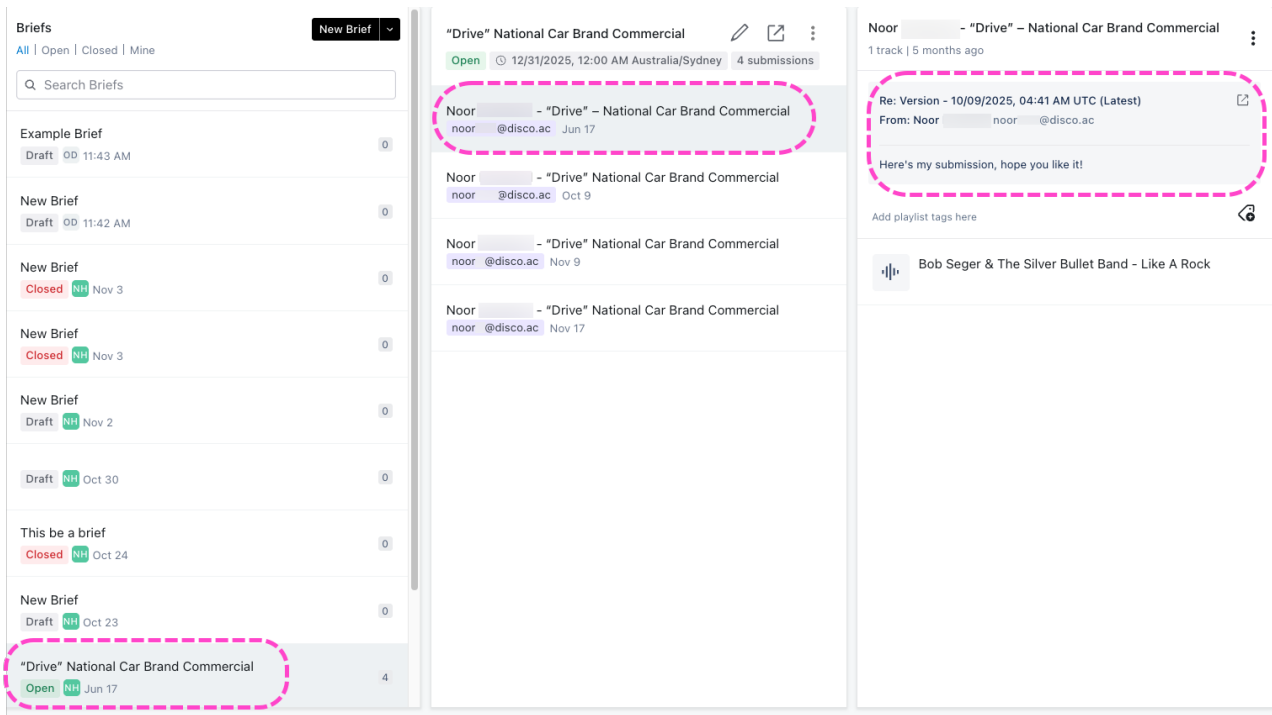 Briefs
New Brief
All | Open | Closed | Mine
Search Briefs
Example Brief
Draft OD 11:43 AM
0
New Brief
Draft OD 11:42 AM
0
New Brief
Closed NH Nov 3
0
New Brief
Closed NH Nov 3
0
New Brief
Draft NH Nov 2
0
Draft NH Oct 30
0
This be a brief
Closed NH Oct 24
0
New Brief
Draft NH Oct 23
0
“Drive” National Car Brand Commercial
Open NH Jun 17
4
“Drive” National Car Brand Commercial
Open 12/31/2025, 12:00 AM Australia/Sydney 4 submissions
Noor - “Drive” – National Car Brand Commercial
noor @disco.ac Jun 17
Noor - “Drive” National Car Brand Commercial
noor @disco.ac Oct 9
Noor - “Drive” National Car Brand Commercial
noor @disco.ac Nov 9
Noor - “Drive” National Car Brand Commercial
noor @disco.ac Nov 17
Noor - “Drive” – National Car Brand Commercial
1 track | 5 months ago
Re: Version - 10/09/2025, 04:41 AM UTC (Latest)
From: Noor noor @disco.ac
Here's my submission, hope you like it!
Add playlist tags here
Bob Seger & The Silver Bullet Band - Like A Rock